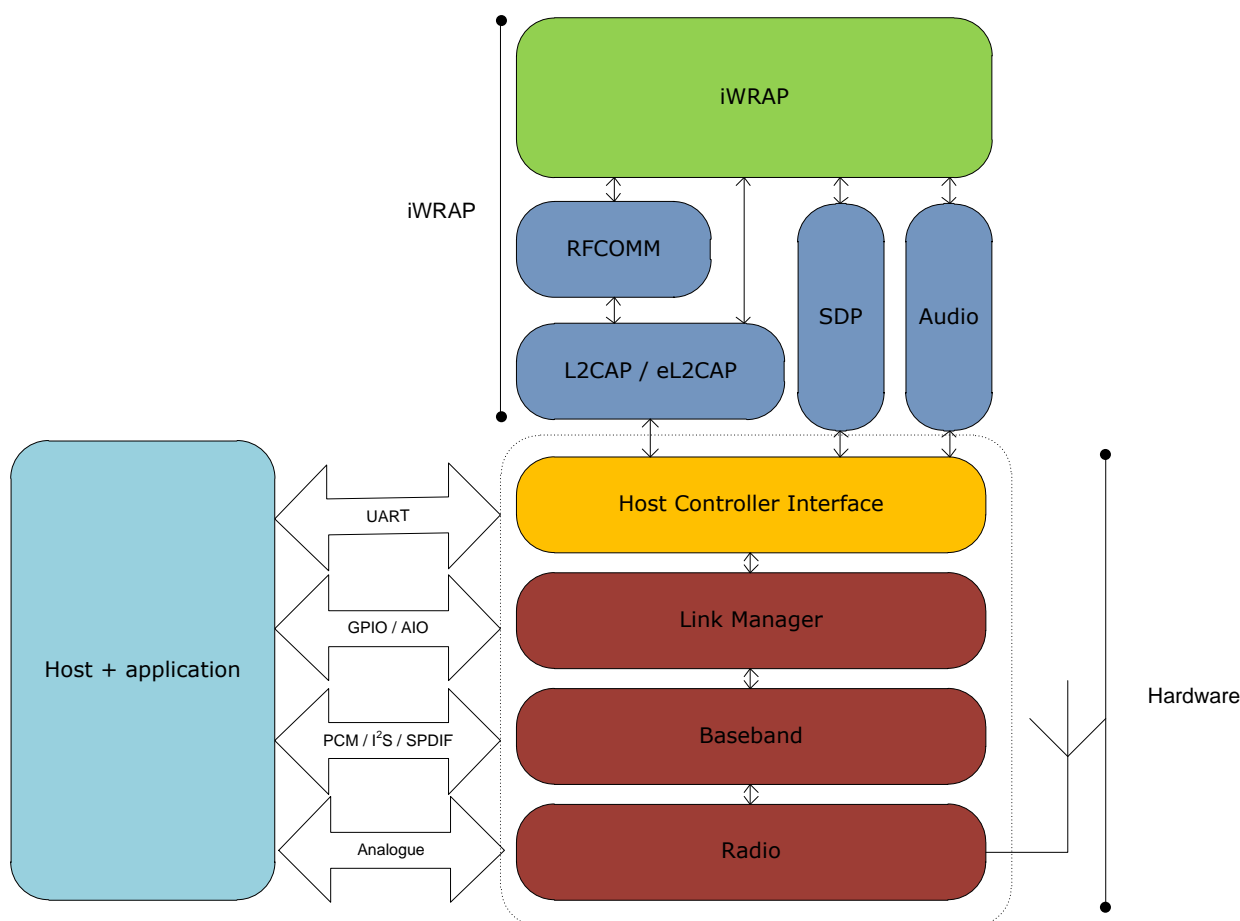 iWRAP
iWRAP
RFCOMM
SDP
Audio
L2CAP / eL2CAP
Host Controller Interface
UART
Link Manager
GPIO / AIO
Host + application
Hardware
Baseband
PCM / I²S / SPDIF
Radio
Analogue